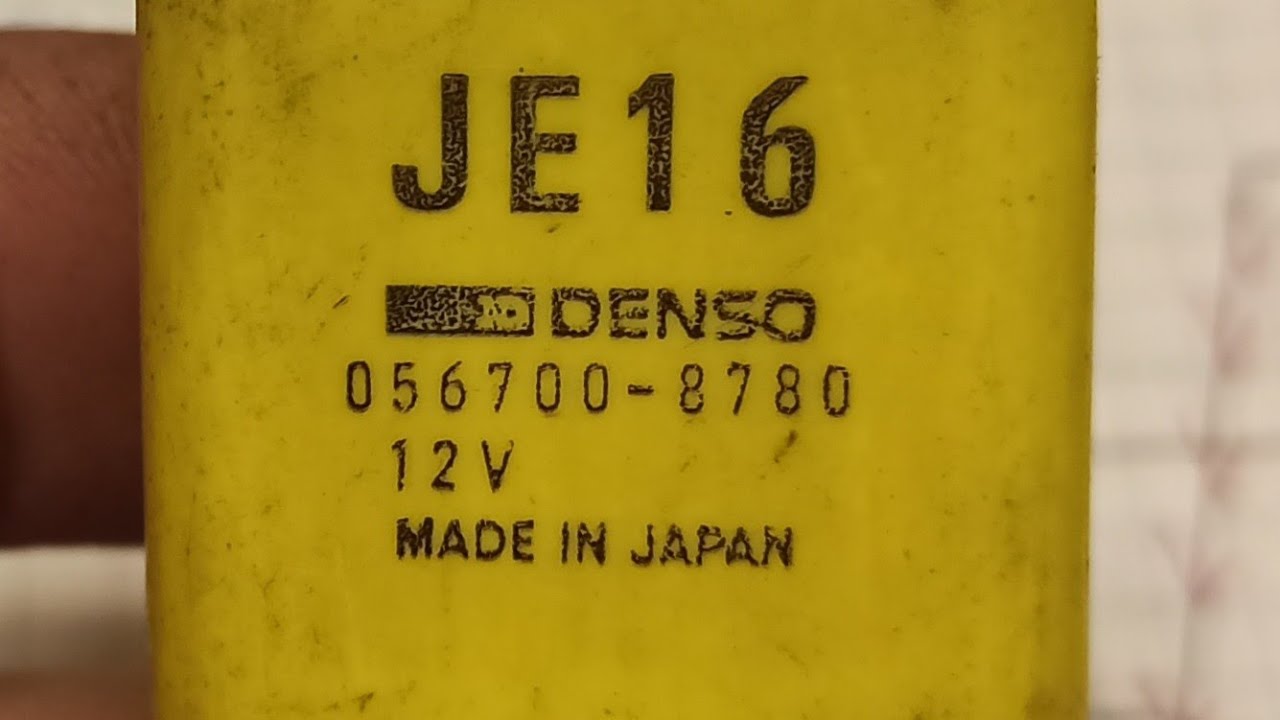 JE16
DENSO
056700-8780
12V
MADE IN JAPAN